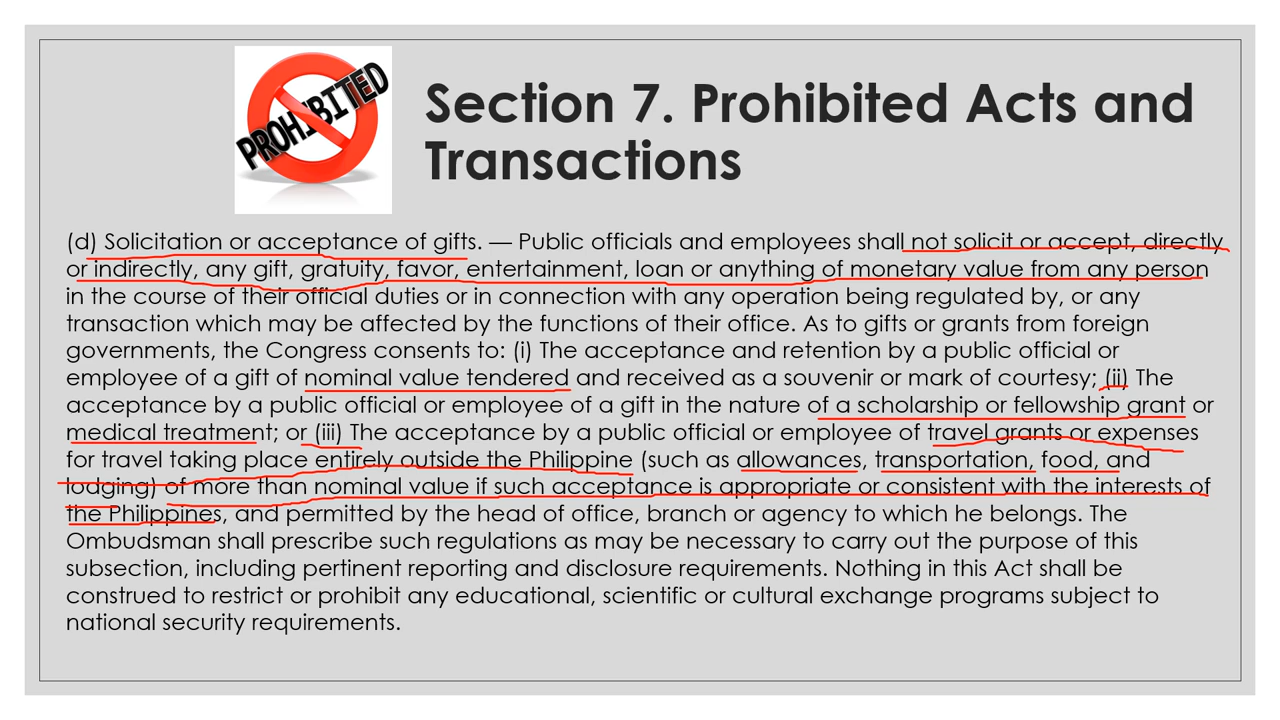 PROHIBITED
Section 7. Prohibited Acts and
Transactions
(d) Solicitation or acceptance of gifts. — Public officials and employees shall not solicit or accept, directly
or indirectly, any gift, gratuity, favor, entertainment, loan or anything of monetary value from any person
in the course of their official duties or in connection with any operation being regulated by, or any
transaction which may be affected by the functions of their office. As to gifts or grants from foreign
governments, the Congress consents to: (i) The acceptance and retention by a public official or
employee of a gift of nominal value tendered and received as a souvenir or mark of courtesy; (ii) The
acceptance by a public official or employee of a gift in the nature of a scholarship or fellowship grant or
medical treatment; or (iii) The acceptance by a public official or employee of travel grants or expenses
for travel taking place entirely outside the Philippine (such as allowances, transportation, food, and
lodging) of more than nominal value if such acceptance is appropriate or consistent with the interests of
the Philippines, and permitted by the head of office, branch or agency to which he belongs. The
Ombudsman shall prescribe such regulations as may be necessary to carry out the purpose of this
subsection, including pertinent reporting and disclosure requirements. Nothing in this Act shall be
construed to restrict or prohibit any educational, scientific or cultural exchange programs subject to
national security requirements.